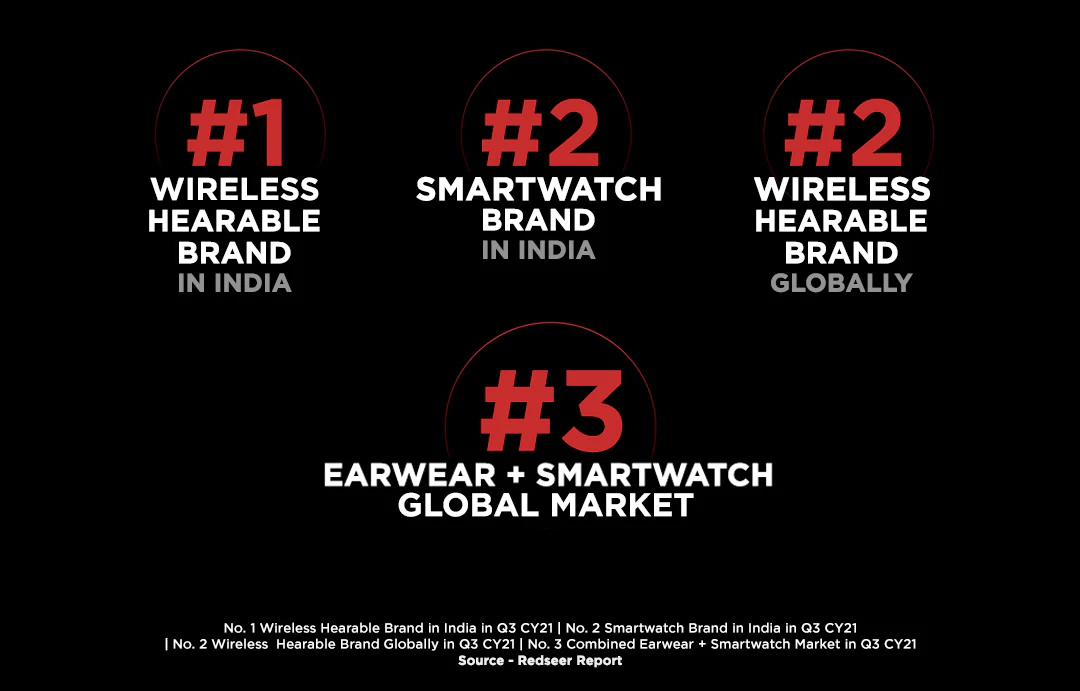 #1
WIRELESS
HEARABLE
BRAND
IN INDIA
#2
SMARTWATCH
BRAND
IN INDIA
#2
WIRELESS
HEARABLE
BRAND
GLOBALLY
#3
EARWEAR + SMARTWATCH
GLOBAL MARKET
No. 1 Wireless Hearable Brand in India in Q3 CY21 | No. 2 Smartwatch Brand in India in Q3 CY21
| No. 2 Wireless Hearable Brand Globally in Q3 CY21 | No. 3 Combined Earwear + Smartwatch Market in Q3 CY21
Source - Redseer Report